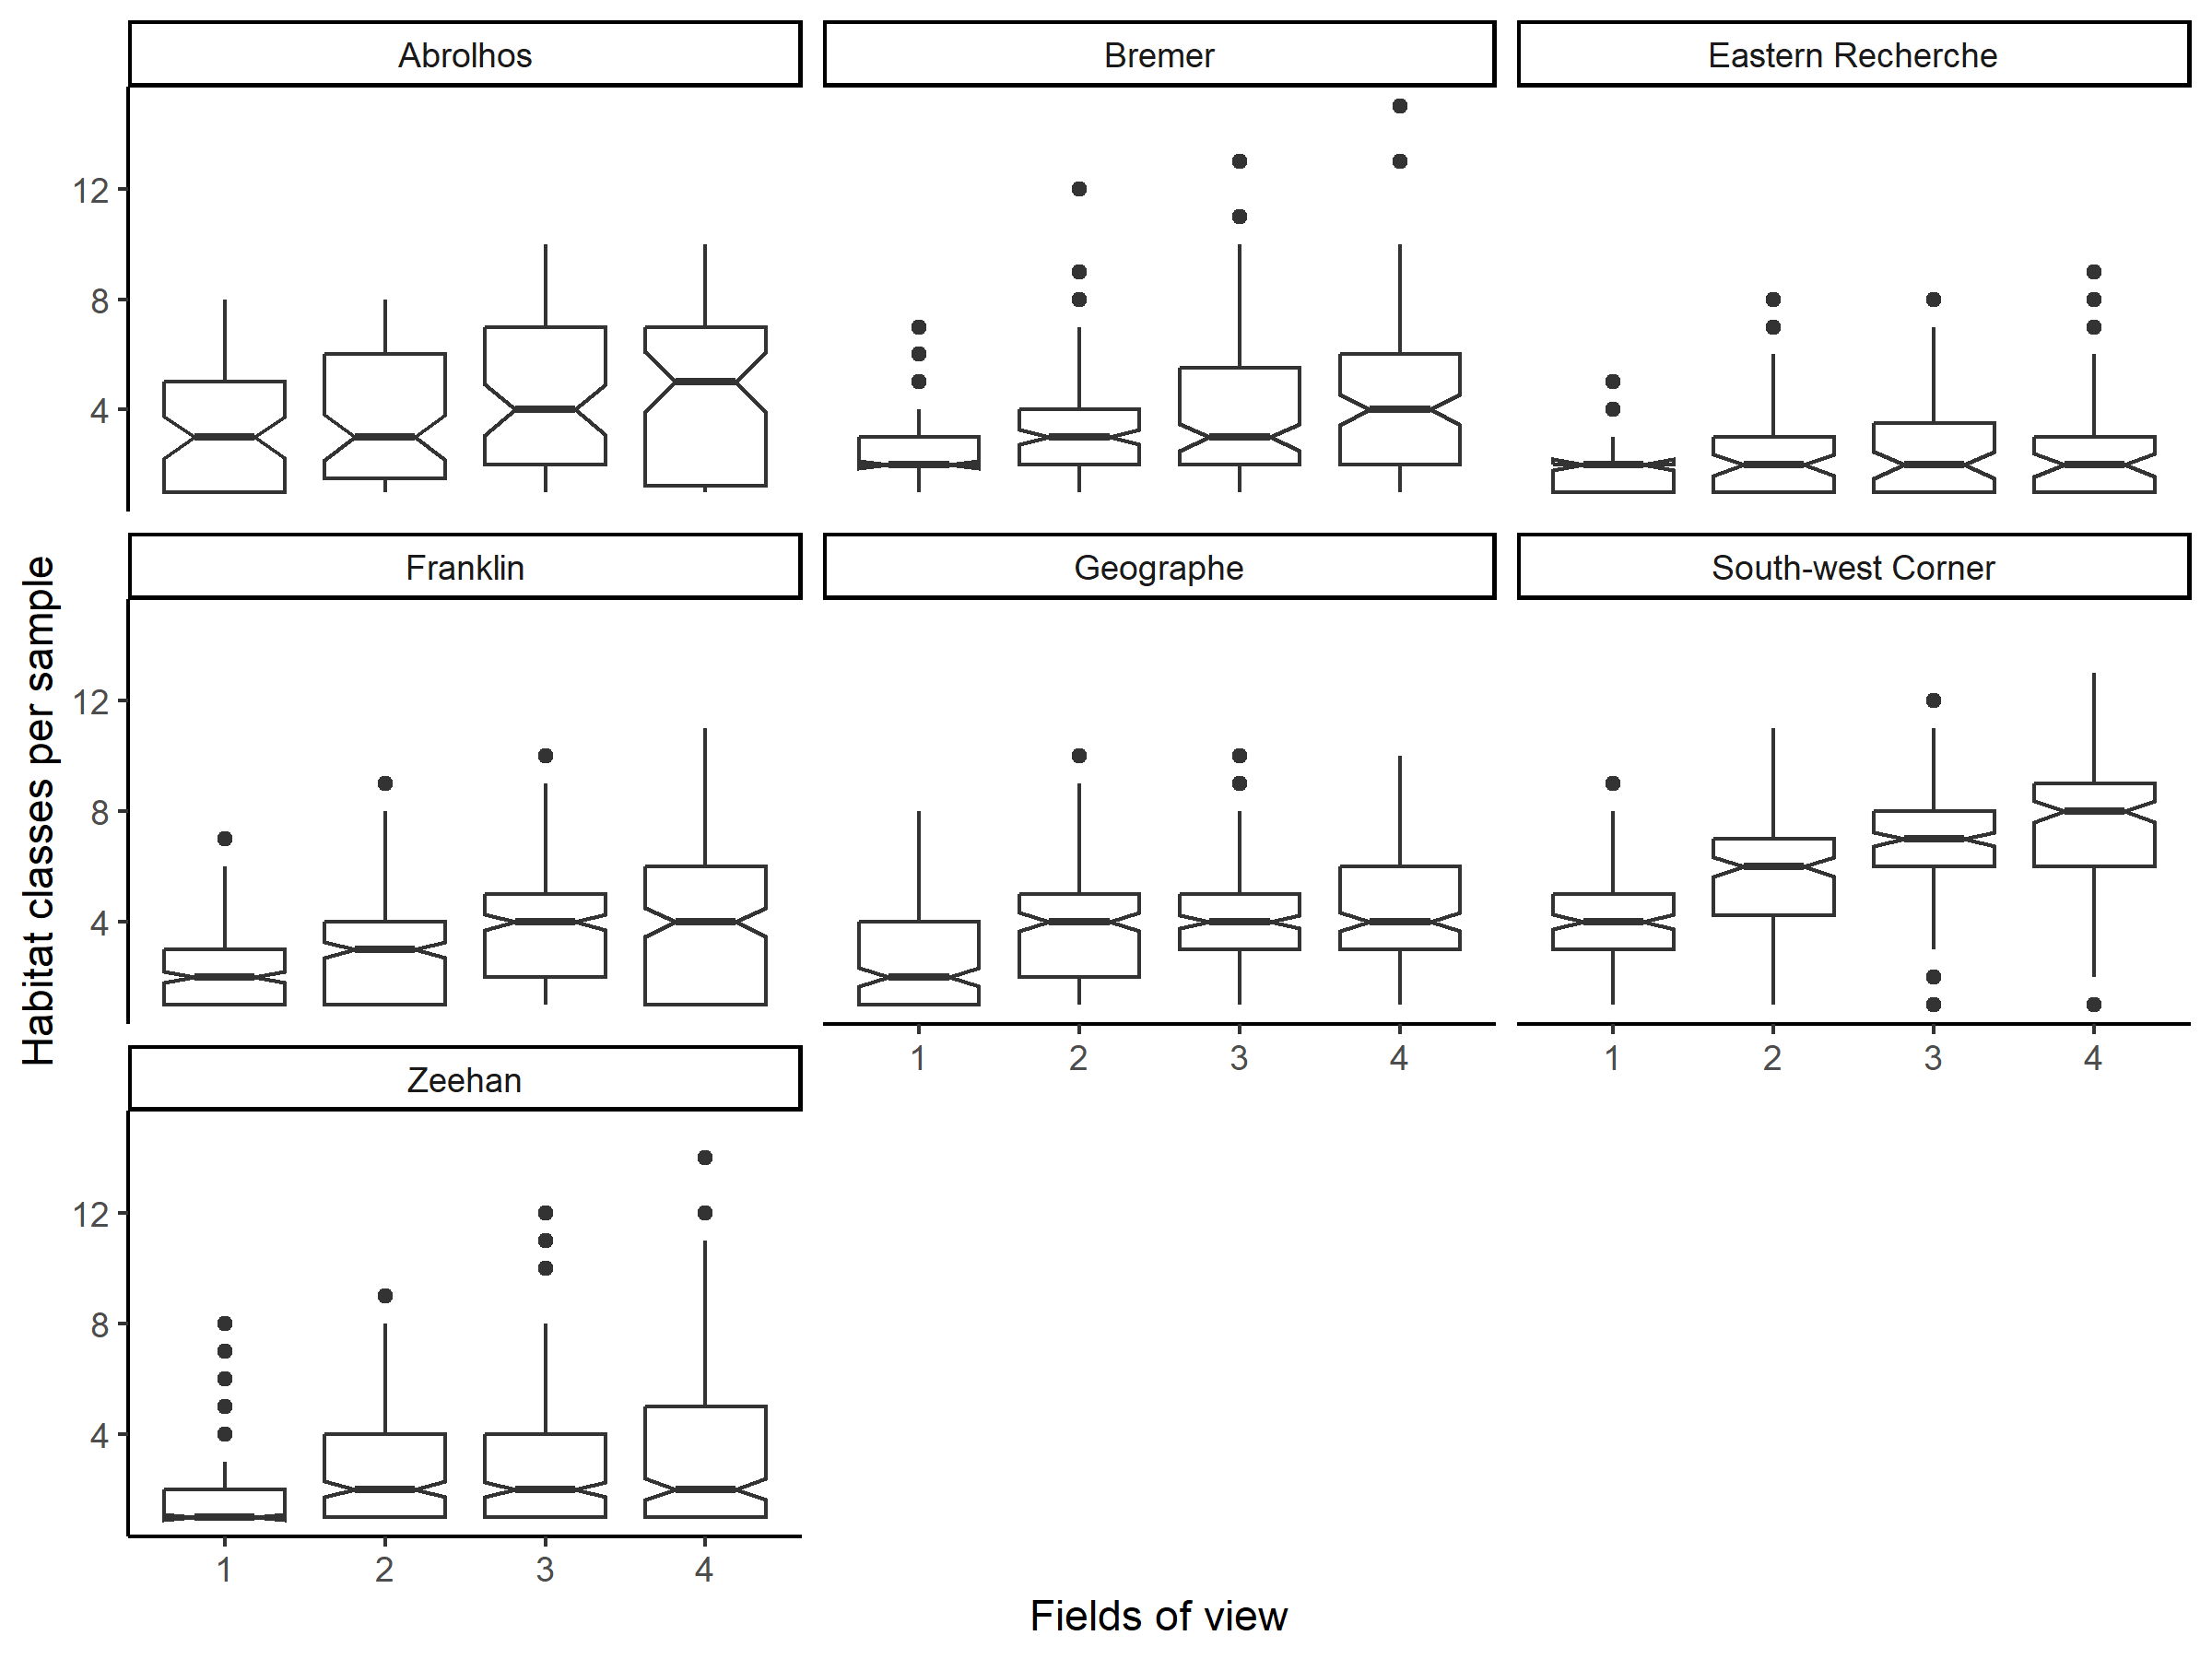 Abrolhos
Bremer
Eastern Recherche
12
8
4
Franklin
Geographe
South-west Corner
12
8
4
1 2 3 4
1 2 3 4
Zeehan
12
8
4
1 2 3 4
Habitat classes per sample
Fields of view